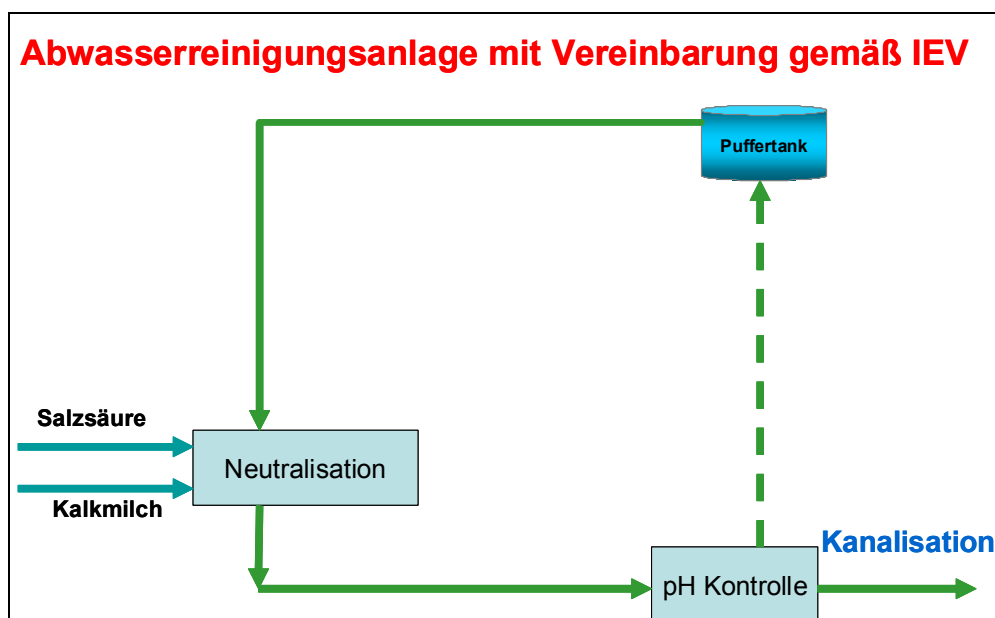 Abwasserreinigungsanlage mit Vereinbarung gemäß IEV
Puffertank
Salzsäure
Neutralisation
Kalkmilch
Kanalisation
pH Kontrolle